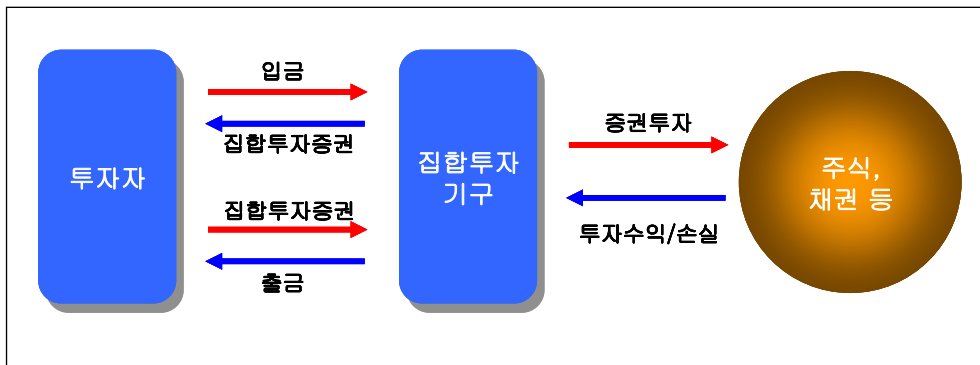 투자자
입금
집합투자증권
집합투자증권
출금
집합투자
기구
증권투자
투자수익/손실
주식,
채권 등